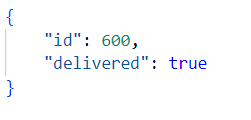 {
    "id": 600,
    "delivered": true
}